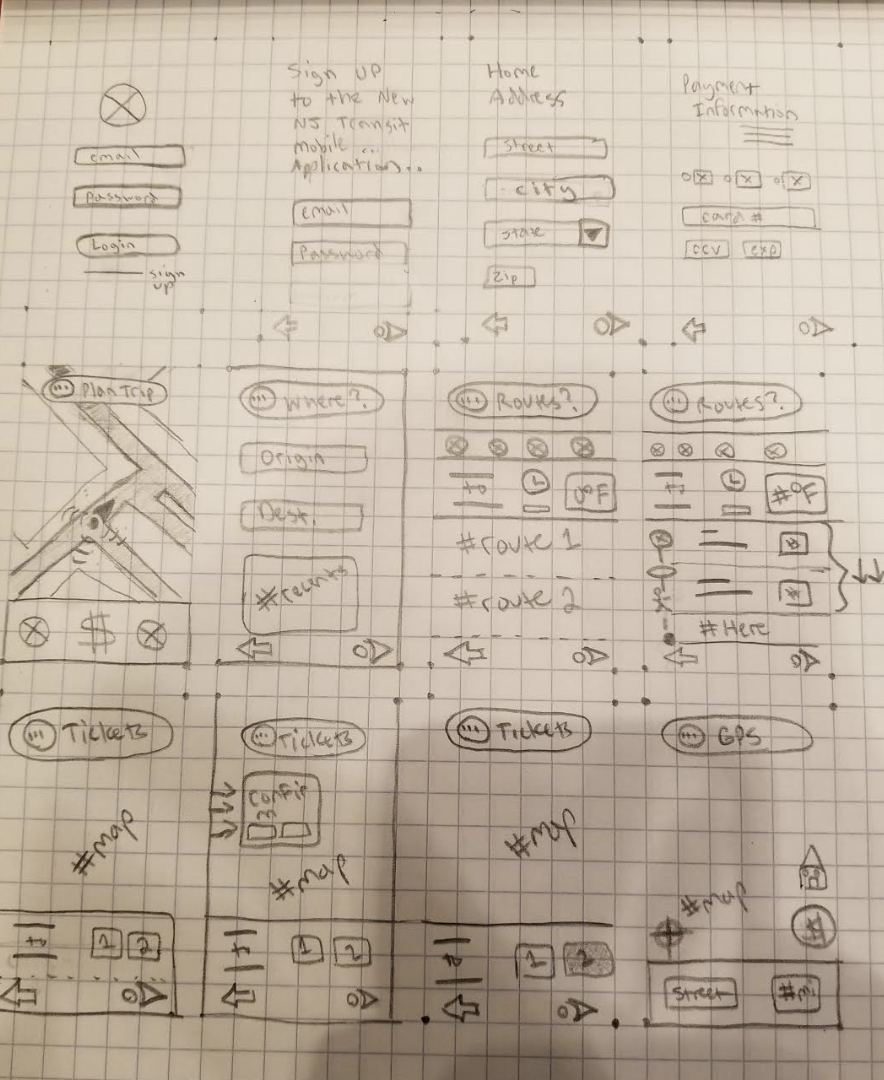 email
Password
Login
sign
up
Sign UP
to the New
NJ Transit
mobile ...
Application...
email
Password
Home
Address
Street
city
state
Zip
Payment
Information
card #
ccv
exp
Plan Trip
Where?
Origin
Dest.
#recents
Routes?
to
0°F
#route 1
#route 2
Routes?
to
#°F
# Here
$
Tickets
#map
to
1
2
Tickets
#map
to
1
2
Tickets
#map
to
1
2
GPS
#map
#
Street
#mi